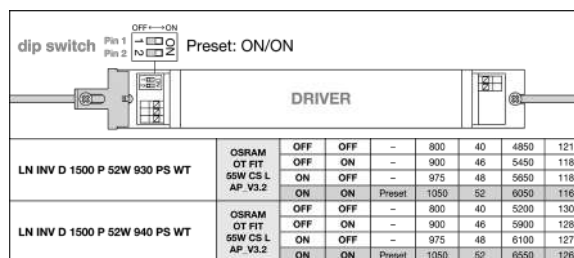 OFF ←→ ON
dip switch Pin 1 1 ON Preset: ON/ON
Pin 2 2
DRIVER
LN INV D 1500 P 52W 930 PS WT OSRAM OT FIT 55W CS L AP_V3.2
OFF OFF – 800 40 4850 121
OFF ON – 900 46 5450 118
ON OFF – 975 48 5650 118
ON ON Preset 1050 52 6050 116
LN INV D 1500 P 52W 940 PS WT OSRAM OT FIT 55W CS L AP_V3.2
OFF OFF – 800 40 5200 130
OFF ON – 900 46 5900 128
ON OFF – 975 48 6100 127
ON ON Preset 1050 52 6550 126